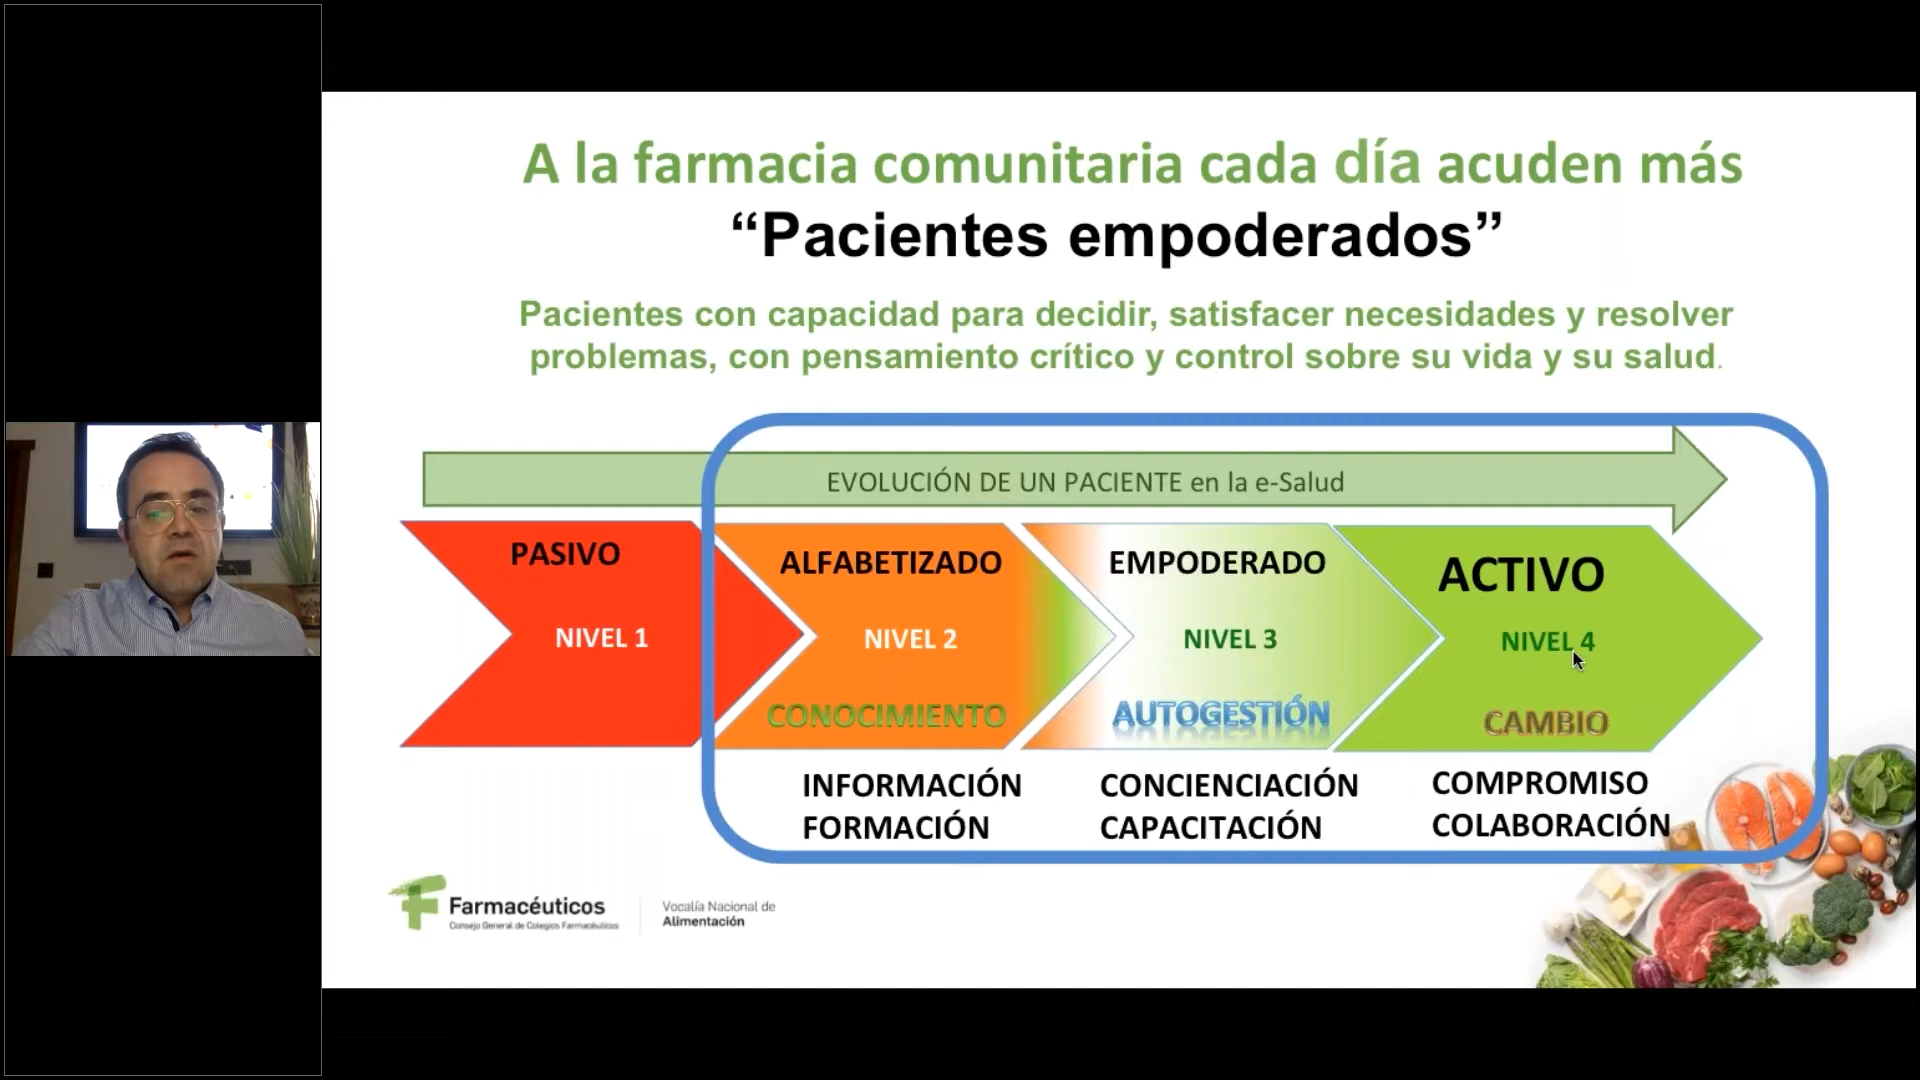 A la farmacia comunitaria cada día acuden más
“Pacientes empoderados”
Pacientes con capacidad para decidir, satisfacer necesidades y resolver
problemas, con pensamiento crítico y control sobre su vida y su salud.
EVOLUCIÓN DE UN PACIENTE en la e-Salud
PASIVO
NIVEL 1
ALFABETIZADO
NIVEL 2
CONOCIMIENTO
INFORMACIÓN
FORMACIÓN
EMPODERADO
NIVEL 3
AUTOGESTIÓN
CONCIENCIACIÓN
CAPACITACIÓN
ACTIVO
NIVEL 4
CAMBIO
COMPROMISO
COLABORACIÓN
Farmacéuticos
Consejo General de Colegios Farmacéuticos
Vocalía Nacional de
Alimentación